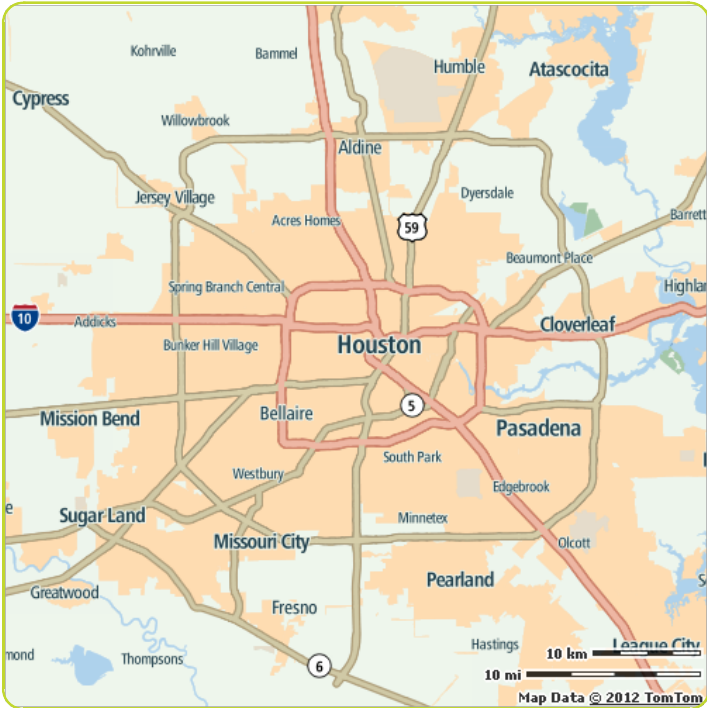 Kohrville
Bammel
Humble
Atascocita
Cypress
Willowbrook
Aldine
Jersey Village
Dyersdale
Acres Homes
Barrett
59
Beaumont Place
Spring Branch Central
Highlan
10
Addicks
Cloverleaf
Bunker Hill Village
Houston
5
Mission Bend
Bellaire
Pasadena
South Park
Westbury
Edgebrook
Sugar Land
Minnetex
Missouri City
Olcott
Pearland
Greatwood
Fresno
Hastings
League City
mond
Thompsons
10 km
6
10 mi
Map Data © 2012 TomTom